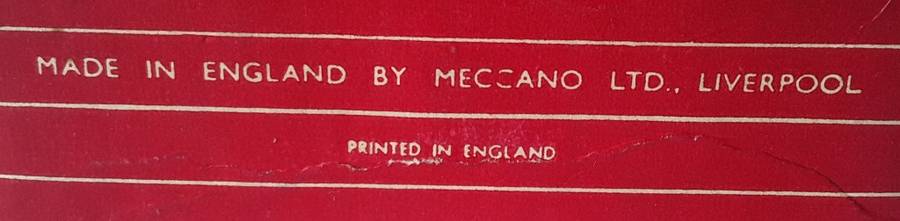 MADE IN ENGLAND BY MECCANO LTD., LIVERPOOL
PRINTED IN ENGLAND